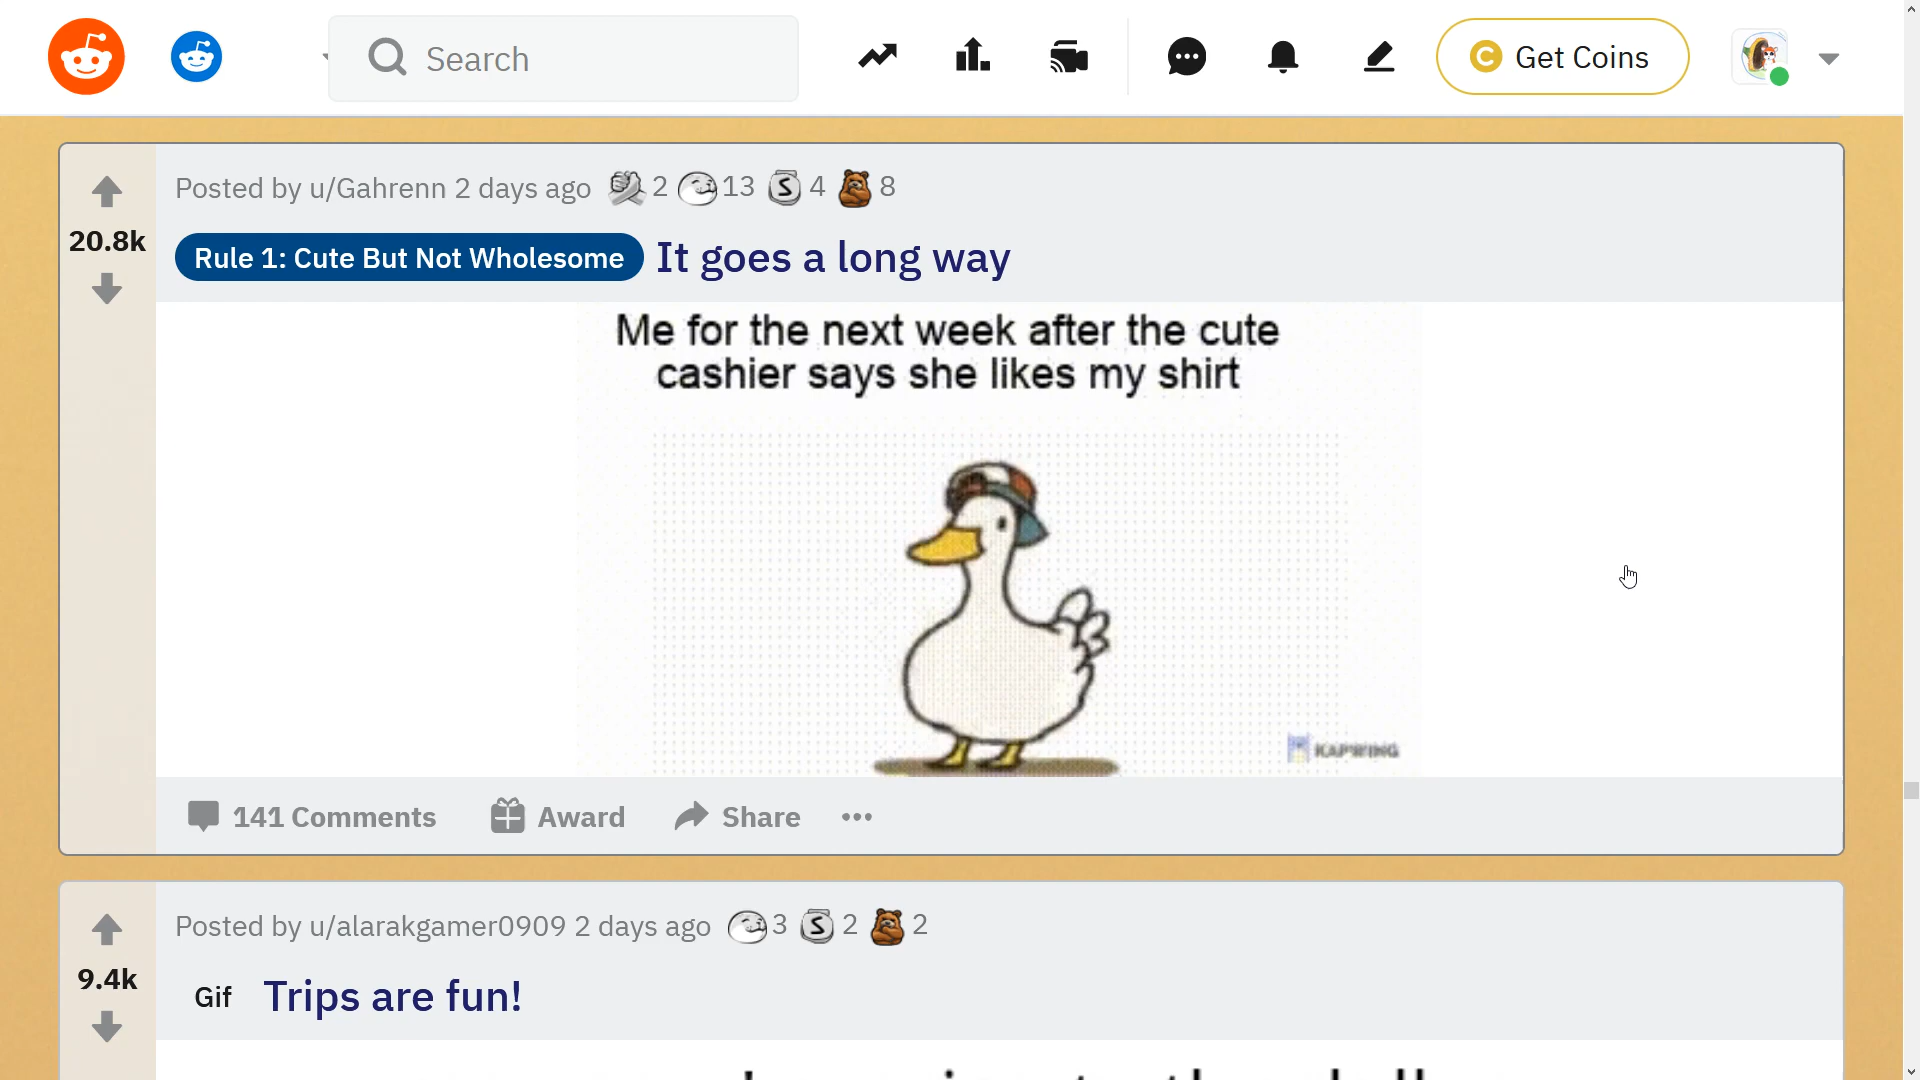 Search
Get Coins
Posted by u/Gahrenn 2 days ago 2 13 4 8
20.8k
Rule 1: Cute But Not Wholesome It goes a long way
Me for the next week after the cute
cashier says she likes my shirt
KAPWING
141 Comments Award Share
Posted by u/alarakgamer0909 2 days ago 3 2 2
9.4k
Gif Trips are fun!